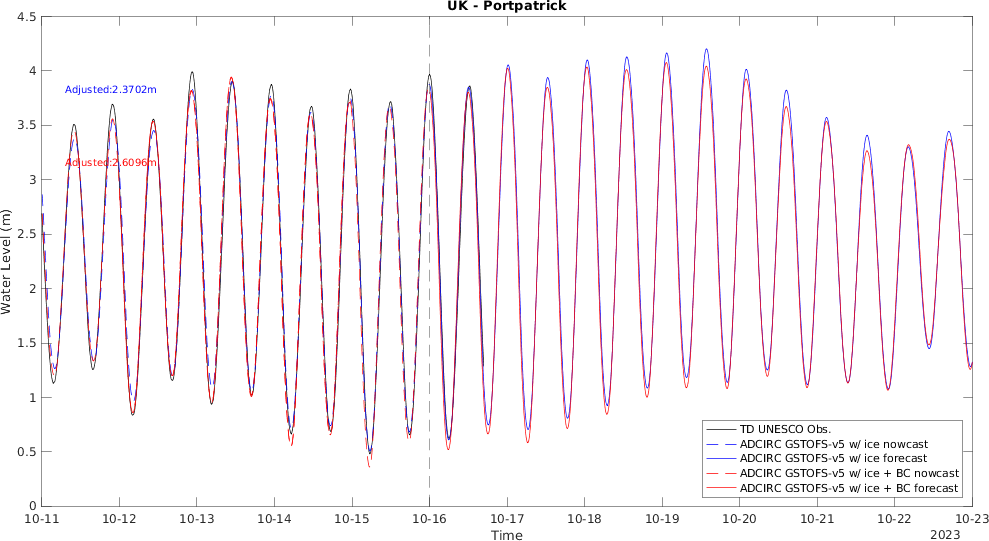 UK - Portpatrick
4.5
4
3.5
3
2.5
2
1.5
1
0.5
0
Water Level (m)
Adjusted:2.3702m
Adjusted:2.6096m
TD UNESCO Obs.
ADCIRC GSTOFS-v5 w/ ice nowcast
ADCIRC GSTOFS-v5 w/ ice forecast
ADCIRC GSTOFS-v5 w/ ice + BC nowcast
ADCIRC GSTOFS-v5 w/ ice + BC forecast
10-11 10-12 10-13 10-14 10-15 10-16 10-17 10-18 10-19 10-20 10-21 10-22 10-23
Time
2023